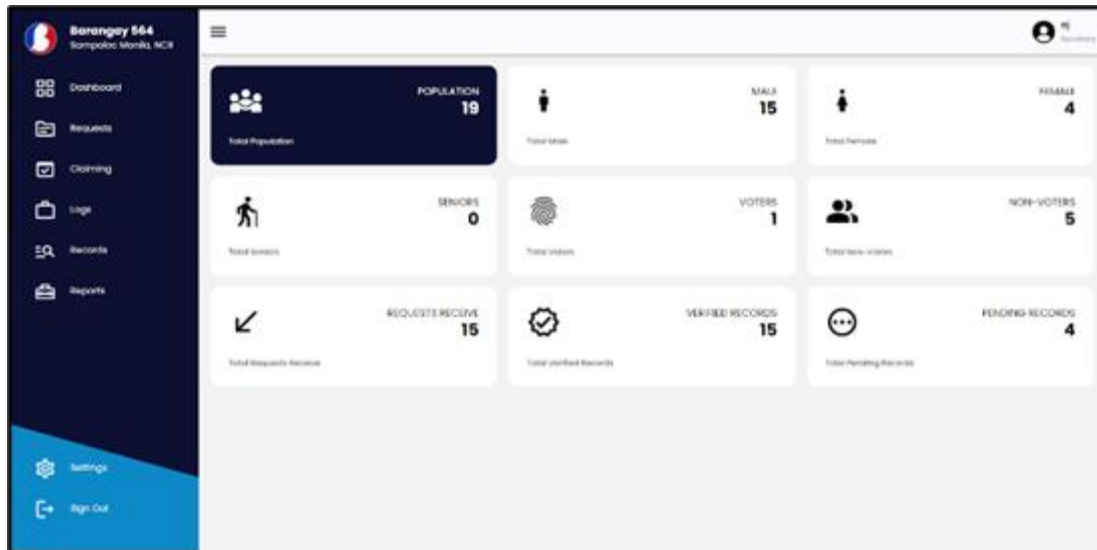 Barangay 564
Sampaloc Manila, NCR
Dashboard
Requests
Claiming
Logs
Records
Reports
Settings
Sign Out
ej
Secretary
POPULATION
19
Total Population
MALE
15
Total Male
FEMALE
4
Total Female
SENIORS
0
Total Seniors
VOTERS
1
Total Voters
NON-VOTERS
5
Total Non-Voters
REQUESTS RECEIVE
15
Total Requests Receive
VERIFIED RECORDS
15
Total Verified Records
PENDING RECORDS
4
Total Pending Records